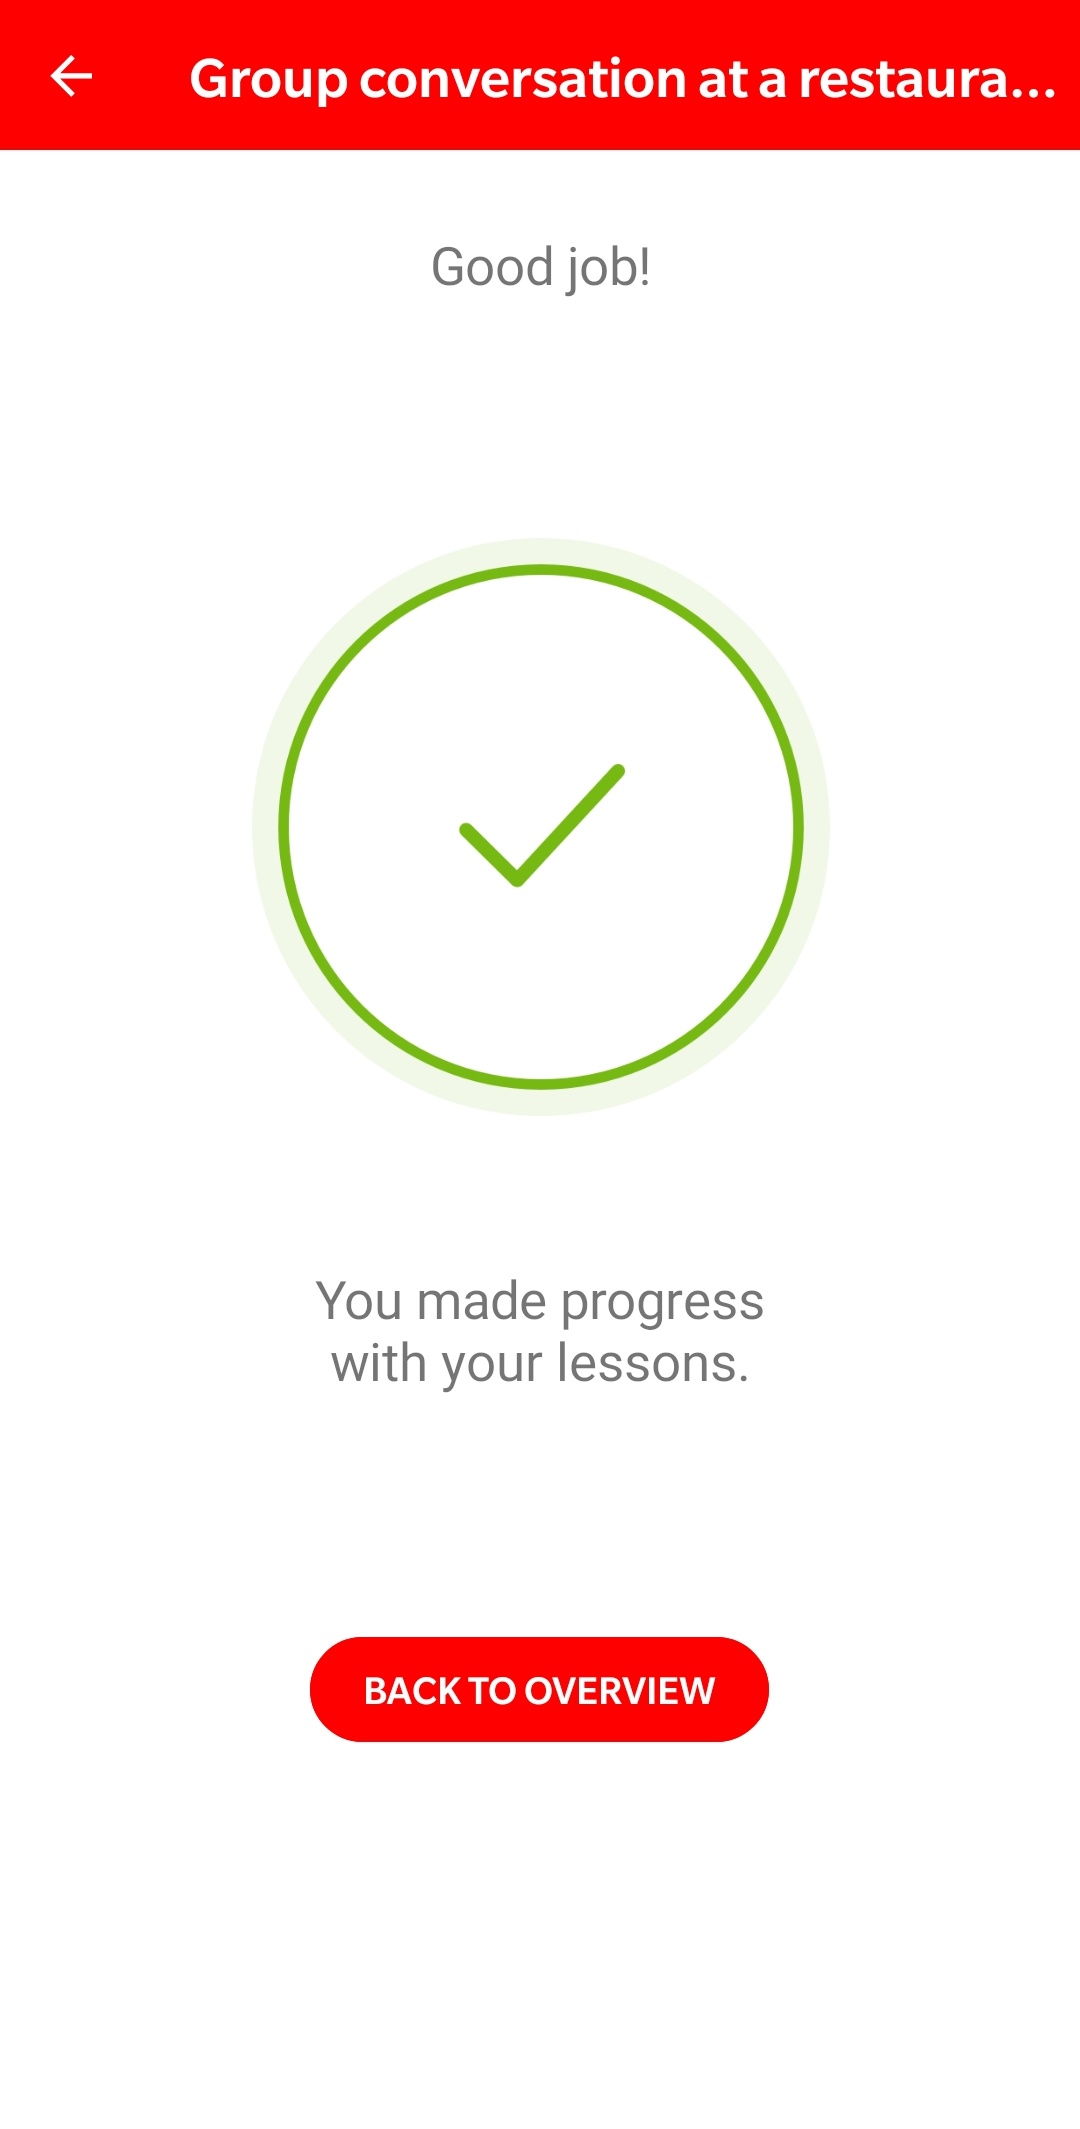 Group conversation at a restaura...
Good job!
You made progress
with your lessons.
BACK TO OVERVIEW